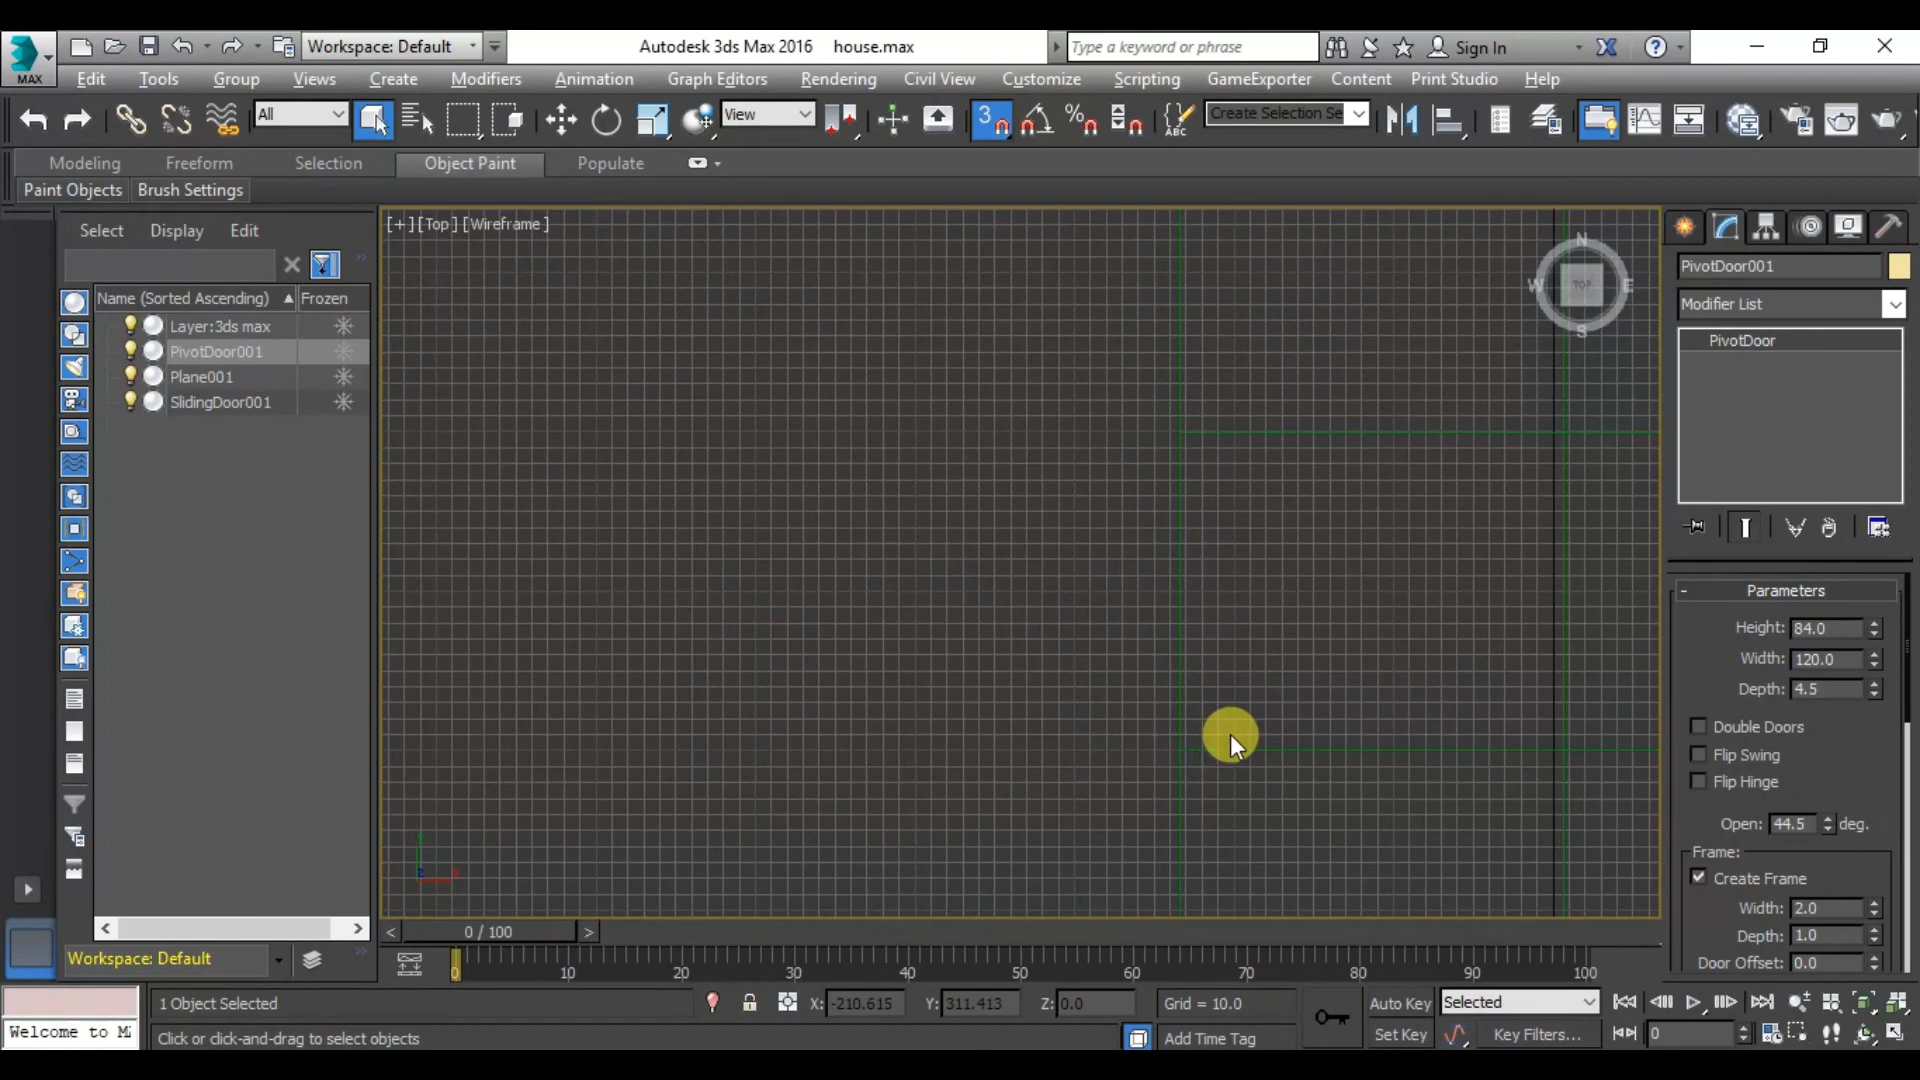 Workspace: Default
Autodesk 3ds Max 2016 house.max
Type a keyword or phrase
Sign In
MAX
Edit Tools Group Views Create Modifiers Animation Graph Editors Rendering Civil View Customize Scripting GameExporter Content Print Studio Help
All
View
3
%
ABC
Create Selection Se
Modeling Freeform Selection Object Paint Populate
Paint Objects Brush Settings
Select Display Edit
Name (Sorted Ascending) Frozen
Layer:3ds max
PivotDoor001
Plane001
SlidingDoor001
[+] [Top] [Wireframe]
N
W TOP E
S
PivotDoor001
Modifier List
PivotDoor
- Parameters
Height: 84.0
Width: 120.0
Depth: 4.5
Double Doors
Flip Swing
Flip Hinge
Open: 44.5 deg.
Frame:
Create Frame
Width: 2.0
Depth: 1.0
Door Offset: 0.0
< 0 / 100 >
Workspace: Default
0 10 20 30 40 50 60 70 80 90 100
1 Object Selected
X: -210.615 Y: 311.413 Z: 0.0
Grid = 10.0
Auto Key
Selected
Welcome to M
Click or click-and-drag to select objects
Add Time Tag
Set Key
Key Filters...
0